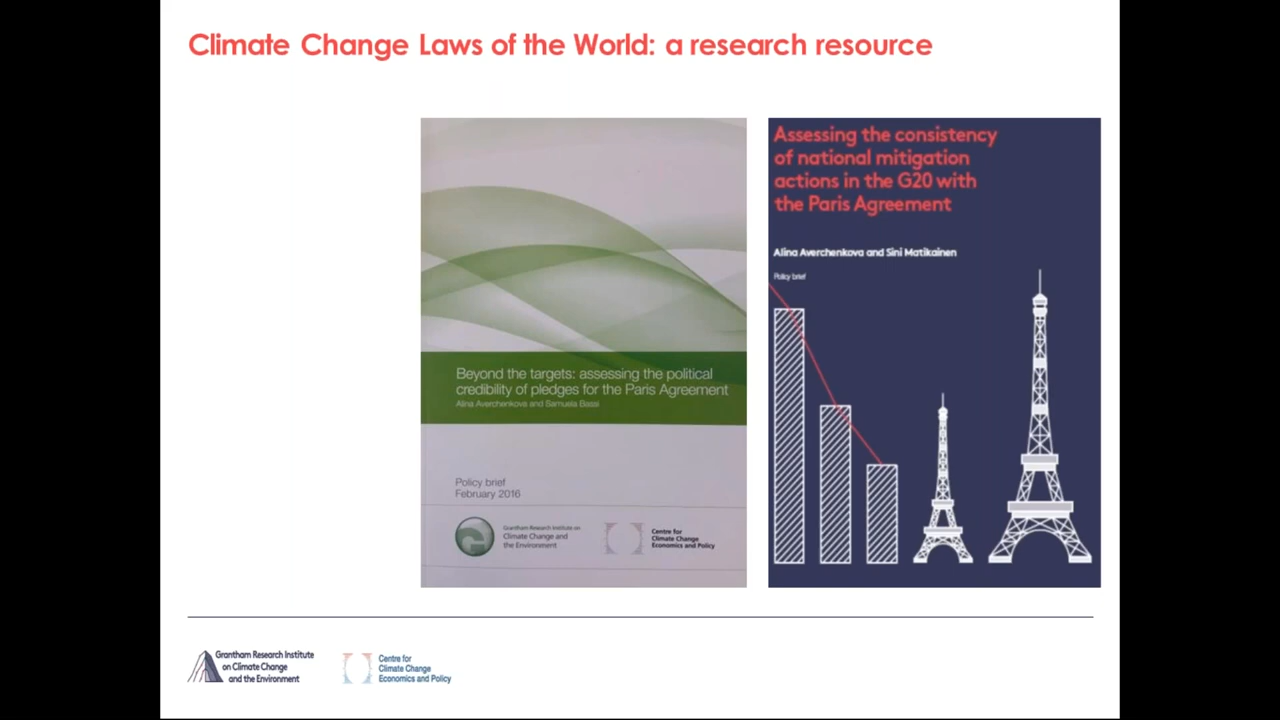 Climate Change Laws of the World: a research resource
Beyond the targets: assessing the political
credibility of pledges for the Paris Agreement
Alina Averchenkova and Samuela Bassi
Policy brief
February 2016
Grantham Research Institute on
Climate Change and
the Environment
Centre for
Climate Change
Economics and Policy
Assessing the consistency
of national mitigation
actions in the G20 with
the Paris Agreement
Alina Averchenkova and Sini Matikainen
Policy brief
Grantham Research Institute
on Climate Change
and the Environment
Centre for
Climate Change
Economics and Policy